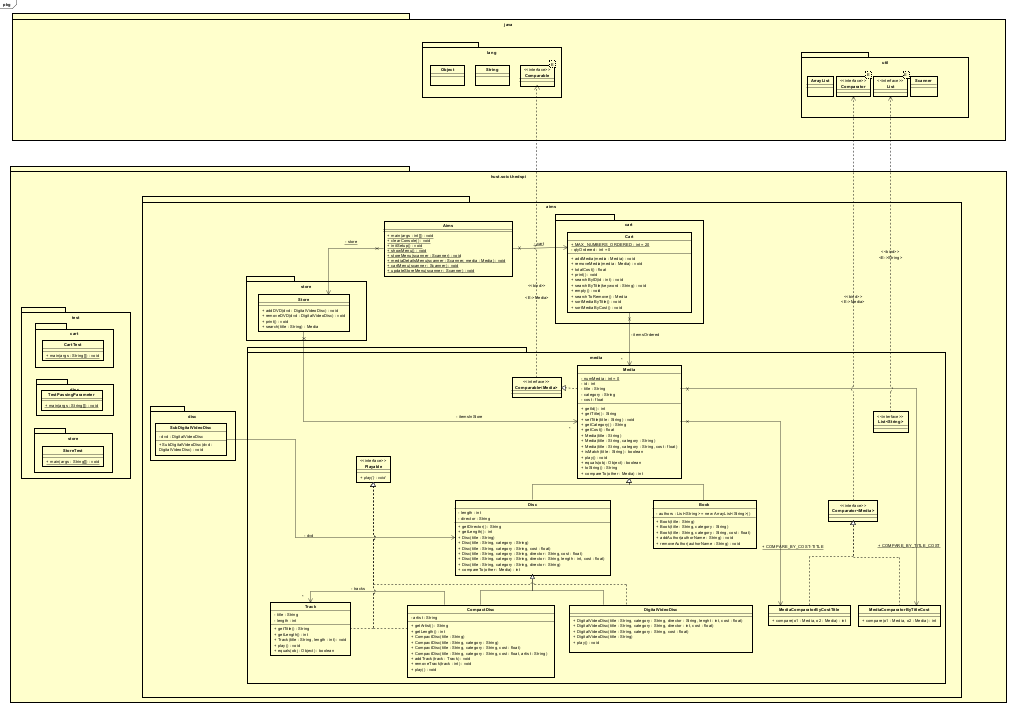 pkg
java
lang
Object
String
<<interface>>
Comparable
util
ArrayList
<<interface>>
Comparator
<<interface>>
List
Scanner
hust.soict.hedspi
aims
- store
Aims
+ main(args : int[]) : void
+ clearConsole() : void
+ initSetup() : void
+ showMenu() : void
+ storeMenu(scanner : Scanner) : void
+ mediaDetailsMenu(scanner : Scanner, media : Media) : void
+ cartMenu(scanner : Scanner) : void
+ updateStoreMenu(scanner : Scanner) : void
- cart
cart
Cart
+ MAX_NUMBERS_ORDERED : int = 20
- qtyOrdered : int = 0
+ addMedia(media : Media) : void
+ removeMedia(media : Media) : void
+ totalCost() : float
+ print() : void
+ searchByID(id : int) : void
+ searchByTitle(keyword : String) : void
+ empty() : void
+ searchToRemove() : Media
+ sortMediaByTitle() : void
+ sortMediaByCost() : void
- itemsOrdered
<<bind>>
<E->String>
<<bind>>
<T->Media>
<<bind>>
<E->Media>
store
Store
+ addDVD(dvd : DigitalVideoDisc) : void
+ removeDVD(dvd : DigitalVideoDisc) : void
+ print() : void
+ search(title : String) : Media
test
cart
CartTest
+ main(args : String[]) : void
disc
TestPassingParameter
+ main(args : String[]) : void
store
StoreTest
+ main(args : String[]) : void
media
<<interface>>
Comparable<Media>
Media
- numMedia : int = 0
- id : int
- title : String
- category : String
- cost : float
+ getId() : int
+ getTitle() : String
+ setTitle(title : String) : void
+ getCategory() : String
+ getCost() : float
+ Media(title : String)
+ Media(title : String, category : String)
+ Media(title : String, category : String, cost : float)
+ isMatch(title : String) : boolean
+ play() : void
+ equals(obj : Object) : boolean
+ toString() : String
+ compareTo(other : Media) : int
- itemsInStore
<<interface>>
List<String>
disc
SubDigitalVideoDisc
- dvd : DigitalVideoDisc
+ SubDigitalVideoDisc(dvd :
DigitalVideoDisc) : void
- dvd
<<interface>>
Playable
+ play() : void
Disc
- length : int
- director : String
+ getDirector() : String
+ getLength() : int
+ Disc(title : String)
+ Disc(title : String, category : String)
+ Disc(title : String, category : String, cost : float)
+ Disc(title : String, category : String, director : String, cost : float)
+ Disc(title : String, category : String, director : String, length : int, cost : float)
+ Disc(title : String, category : String, director : String)
+ compareTo(other : Media) : int
Book
- authors : List<String> = new ArrayList<String>()
+ Book(title : String)
+ Book(title : String, category : String)
+ Book(title : String, category : String, cost : float)
+ addAuthor(authorName : String) : void
+ removeAuthor(authorName : String) : void
<<interface>>
Comparator<Media>
+ COMPARE_BY_COST_TITLE
+ COMPARE_BY_TITLE_COST
- tracks
Track
- title : String
- length : int
+ getTitle() : String
+ getLength() : int
+ Track(title : String, length : int) : void
+ play() : void
+ equals(obj : Object) : boolean
CompactDisc
- artist : String
+ getArtist() : String
+ getLength() : int
+ CompactDisc(title : String)
+ CompactDisc(title : String, category : String)
+ CompactDisc(title : String, category : String, cost : float)
+ CompactDisc(title : String, category : String, cost : float, artist : String)
+ addTrack(track : Track) : void
+ removeTrack(track : int) : void
+ play() : void
DigitalVideoDisc
+ DigitalVideoDisc(title : String, category : String, director : String, lenght : int, cost : float)
+ DigitalVideoDisc(title : String, category : String, director : int, cost : float)
+ DigitalVideoDisc(title : String, category : String, cost : float)
+ DigitalVideoDisc(title : String)
+ play() : void
MediaComparatorByCostTitle
+ compare(o1 : Media, o2 : Media) : int
MediaComparatorByTitleCost
+ compare(o1 : Media, o2 : Media) : int